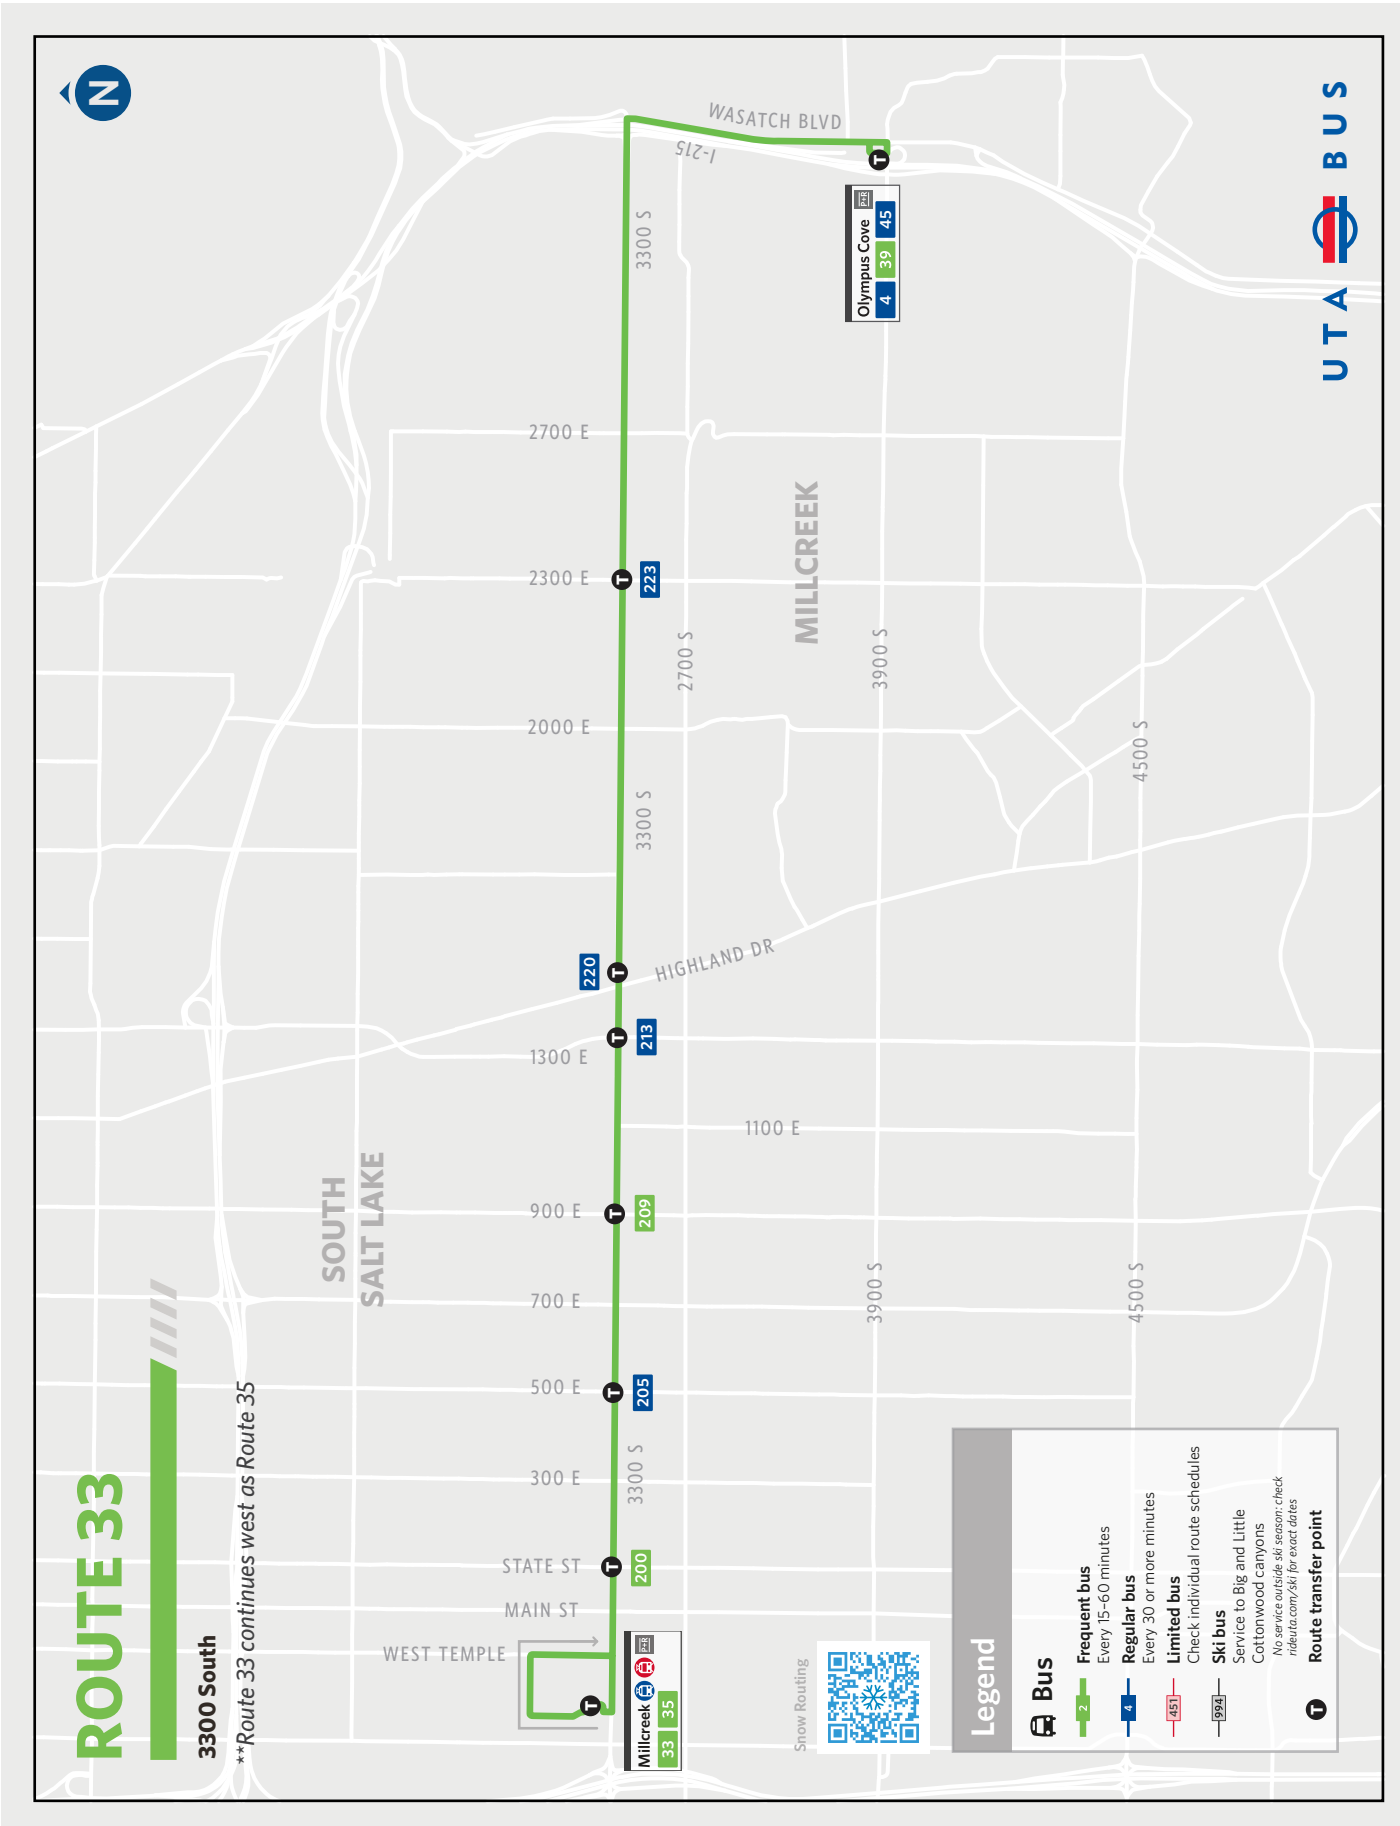 ROUTE 33
3300 South
**Route 33 continues west as Route 35
N
SOUTH
SALT LAKE
MILLCREEK
WEST TEMPLE
MAIN ST
STATE ST
300 E
500 E
700 E
900 E
1100 E
1300 E
HIGHLAND DR
2000 E
2300 E
2700 E
3300 S
3300 S
3300 S
I-215
WASATCH BLVD
2700 S
3900 S
3900 S
4500 S
4500 S
T
T
T
T
T
T
T
T
200
205
209
213
220
223
Millcreek P+R
33 35
Olympus Cove P+R
4 39 45
Snow Routing
Legend
Bus
2 Frequent bus
Every 15-60 minutes
4 Regular bus
Every 30 or more minutes
451 Limited bus
Check individual route schedules
994 Ski bus
Service to Big and Little
Cottonwood canyons
No service outside ski season: check
rideuta.com/ski for exact dates
T Route transfer point
UTA BUS